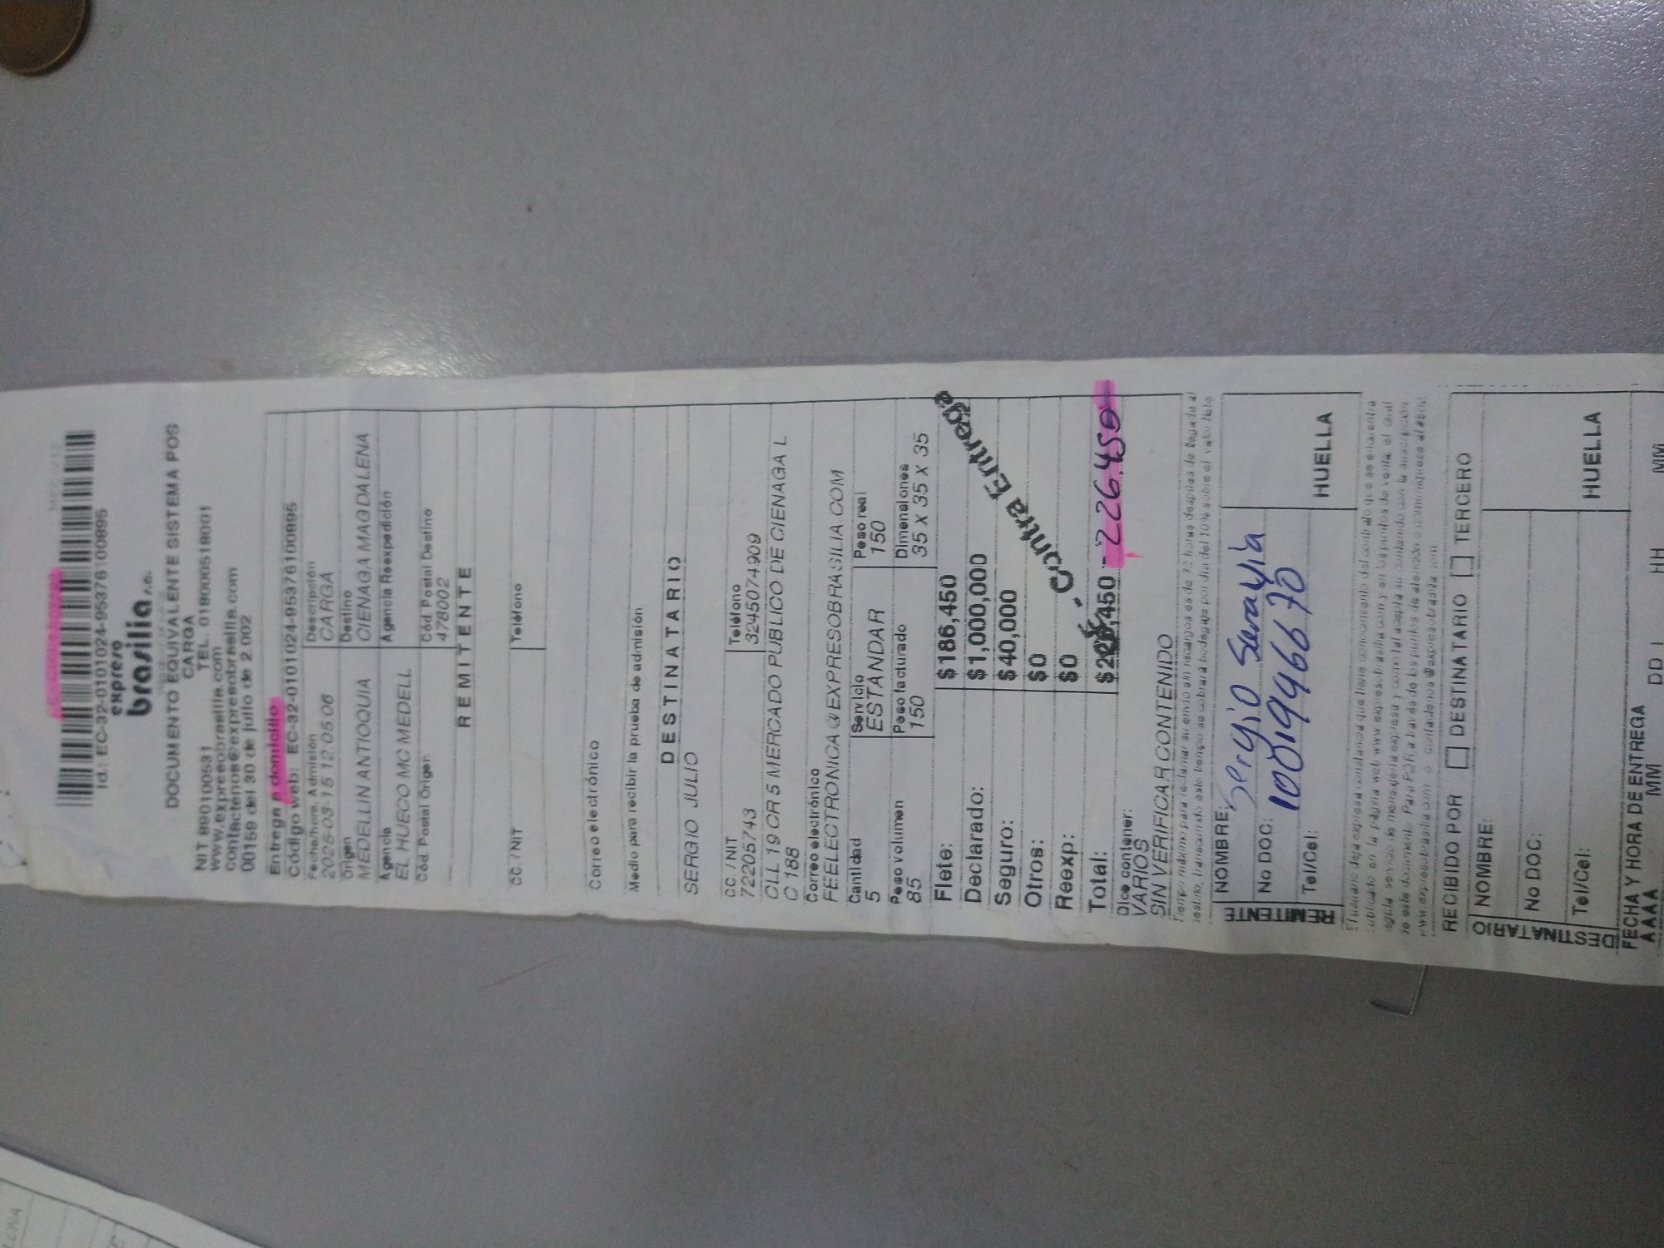 Id.: EC-32-0101024-95376100895
expreso
brasilia s.a.
DOCUMENTO EQUIVALENTE SISTEMA POS
CARGA
NIT 890100531 TEL. 018000518001
www.expresobrasilia.com
contactenos@expresobrasilia.com
00159 del 30 de julio de 2.002
Entrega a domicilio
Código web: EC-32-0101024-95376100895
Fecha/hora. Admisión Descripción
2025-03-15 12 05 06 CARGA
Origen Destino
MEDELLIN ANTIOQUIA CIENAGA MAGDALENA
Agencia Agencia Reexpedición
EL HUECO MC MEDELL
Cód. Postal Origen Cód Postal Destino
478002
REMITENTE
CC. / NIT Teléfono
Correo electrónico
Medio para recibir la prueba de admisión
DESTINATARIO
SERGIO JULIO
CC. / NIT Teléfono
72205743 3245074909
CLL 19 CR 5 MERCADO PUBLICO DE CIENAGA L
C 188
Correo electrónico
FEELECTRONICA@EXPRESOBRASILIA COM
Cantidad Servicio Peso real
5 ESTANDAR 150
Peso volumen Peso facturado Dimensiones
85 150 35 X 35 X 35
Flete: $186,450
Declarado: $1,000,000
Seguro: $40,000
Otros: $0
Reexp: $0
Contra Entrega
Total: 226.450
Dice contener:
VARIOS
SIN VERIFICAR CONTENIDO
REMITENTE
NOMBRE: Sergio Saravia
No DOC: 1001996670
Tel/Cel:
HUELLA
RECIBIDO POR DESTINATARIO TERCERO
DESTINATARIO
NOMBRE:
No DOC:
Tel/Cel:
HUELLA
FECHA Y HORA DE ENTREGA
AAAA MM DD HH MM